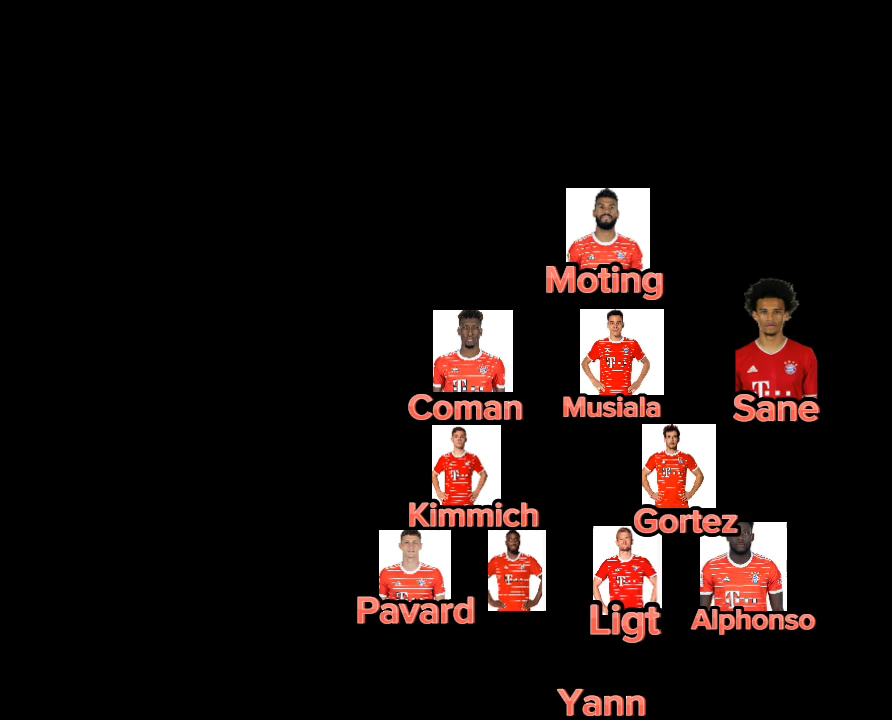 Moting
Coman
Musiala
Sane
Kimmich
Gortez
Pavard
Ligt
Alphonso
Yann